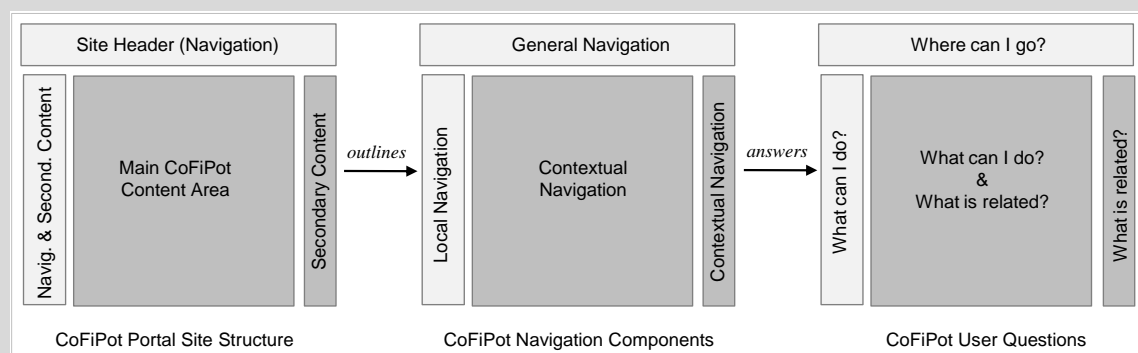 Site Header (Navigation)
Navig. & Second. Content
Main CoFiPot
Content Area
Secondary Content
CoFiPot Portal Site Structure
outlines
General Navigation
Local Navigation
Contextual
Navigation
Contextual Navigation
CoFiPot Navigation Components
answers
Where can I go?
What can I do?
What can I do?
&
What is related?
What is related?
CoFiPot User Questions